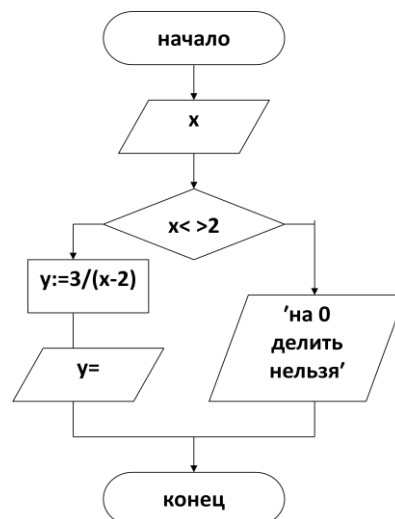 начало
x
x< >2
y:=3/(x-2)
y=
’на 0
делить
нельзя’
конец